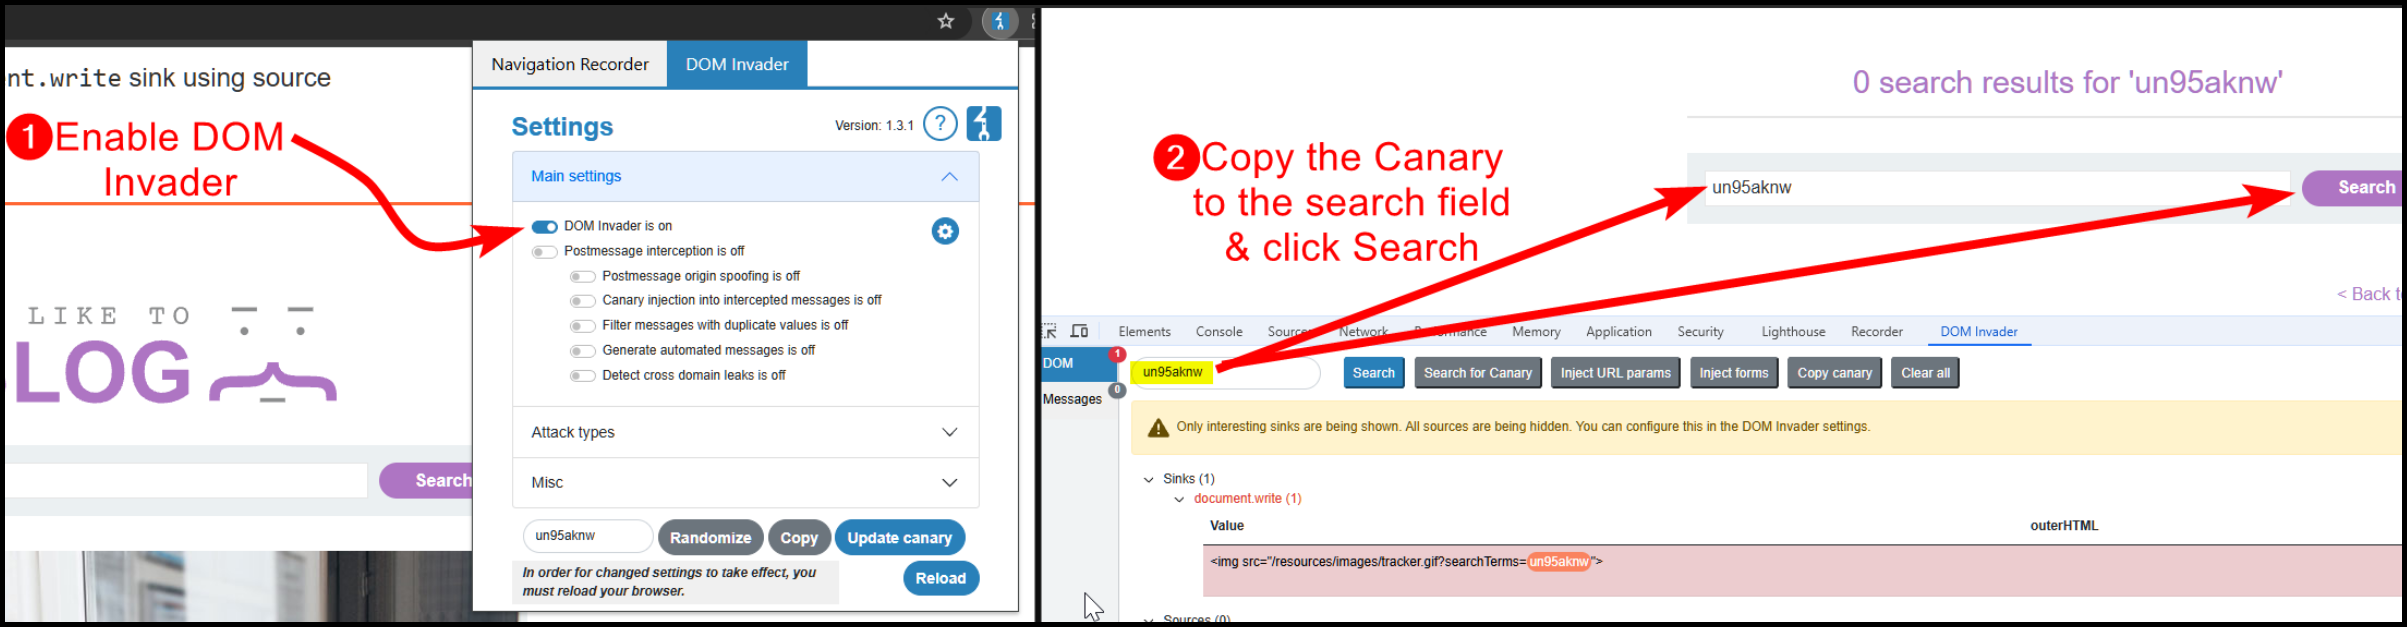 nt.write sink using source
1 Enable DOM
Invader
LIKE TO
LOG
Search
Navigation Recorder
DOM Invader
Settings
Version: 1.3.1
?
Main settings
DOM Invader is on
Postmessage interception is off
Postmessage origin spoofing is off
Canary injection into intercepted messages is off
Filter messages with duplicate values is off
Generate automated messages is off
Detect cross domain leaks is off
Attack types
Misc
un95aknw
Randomize
Copy
Update canary
In order for changed settings to take effect, you
must reload your browser.
Reload
0 search results for 'un95aknw'
2 Copy the Canary
to the search field
& click Search
un95aknw
Search
< Back t
Elements
Console
Sources
Network
Performance
Memory
Application
Security
Lighthouse
Recorder
DOM Invader
DOM
1
Messages
0
un95aknw
Search
Search for Canary
Inject URL params
Inject forms
Copy canary
Clear all
Only interesting sinks are being shown. All sources are being hidden. You can configure this in the DOM Invader settings.
Sinks (1)
document.write (1)
Value
outerHTML
<img src="/resources/images/tracker.gif?searchTerms=un95aknw">
Sources (0)